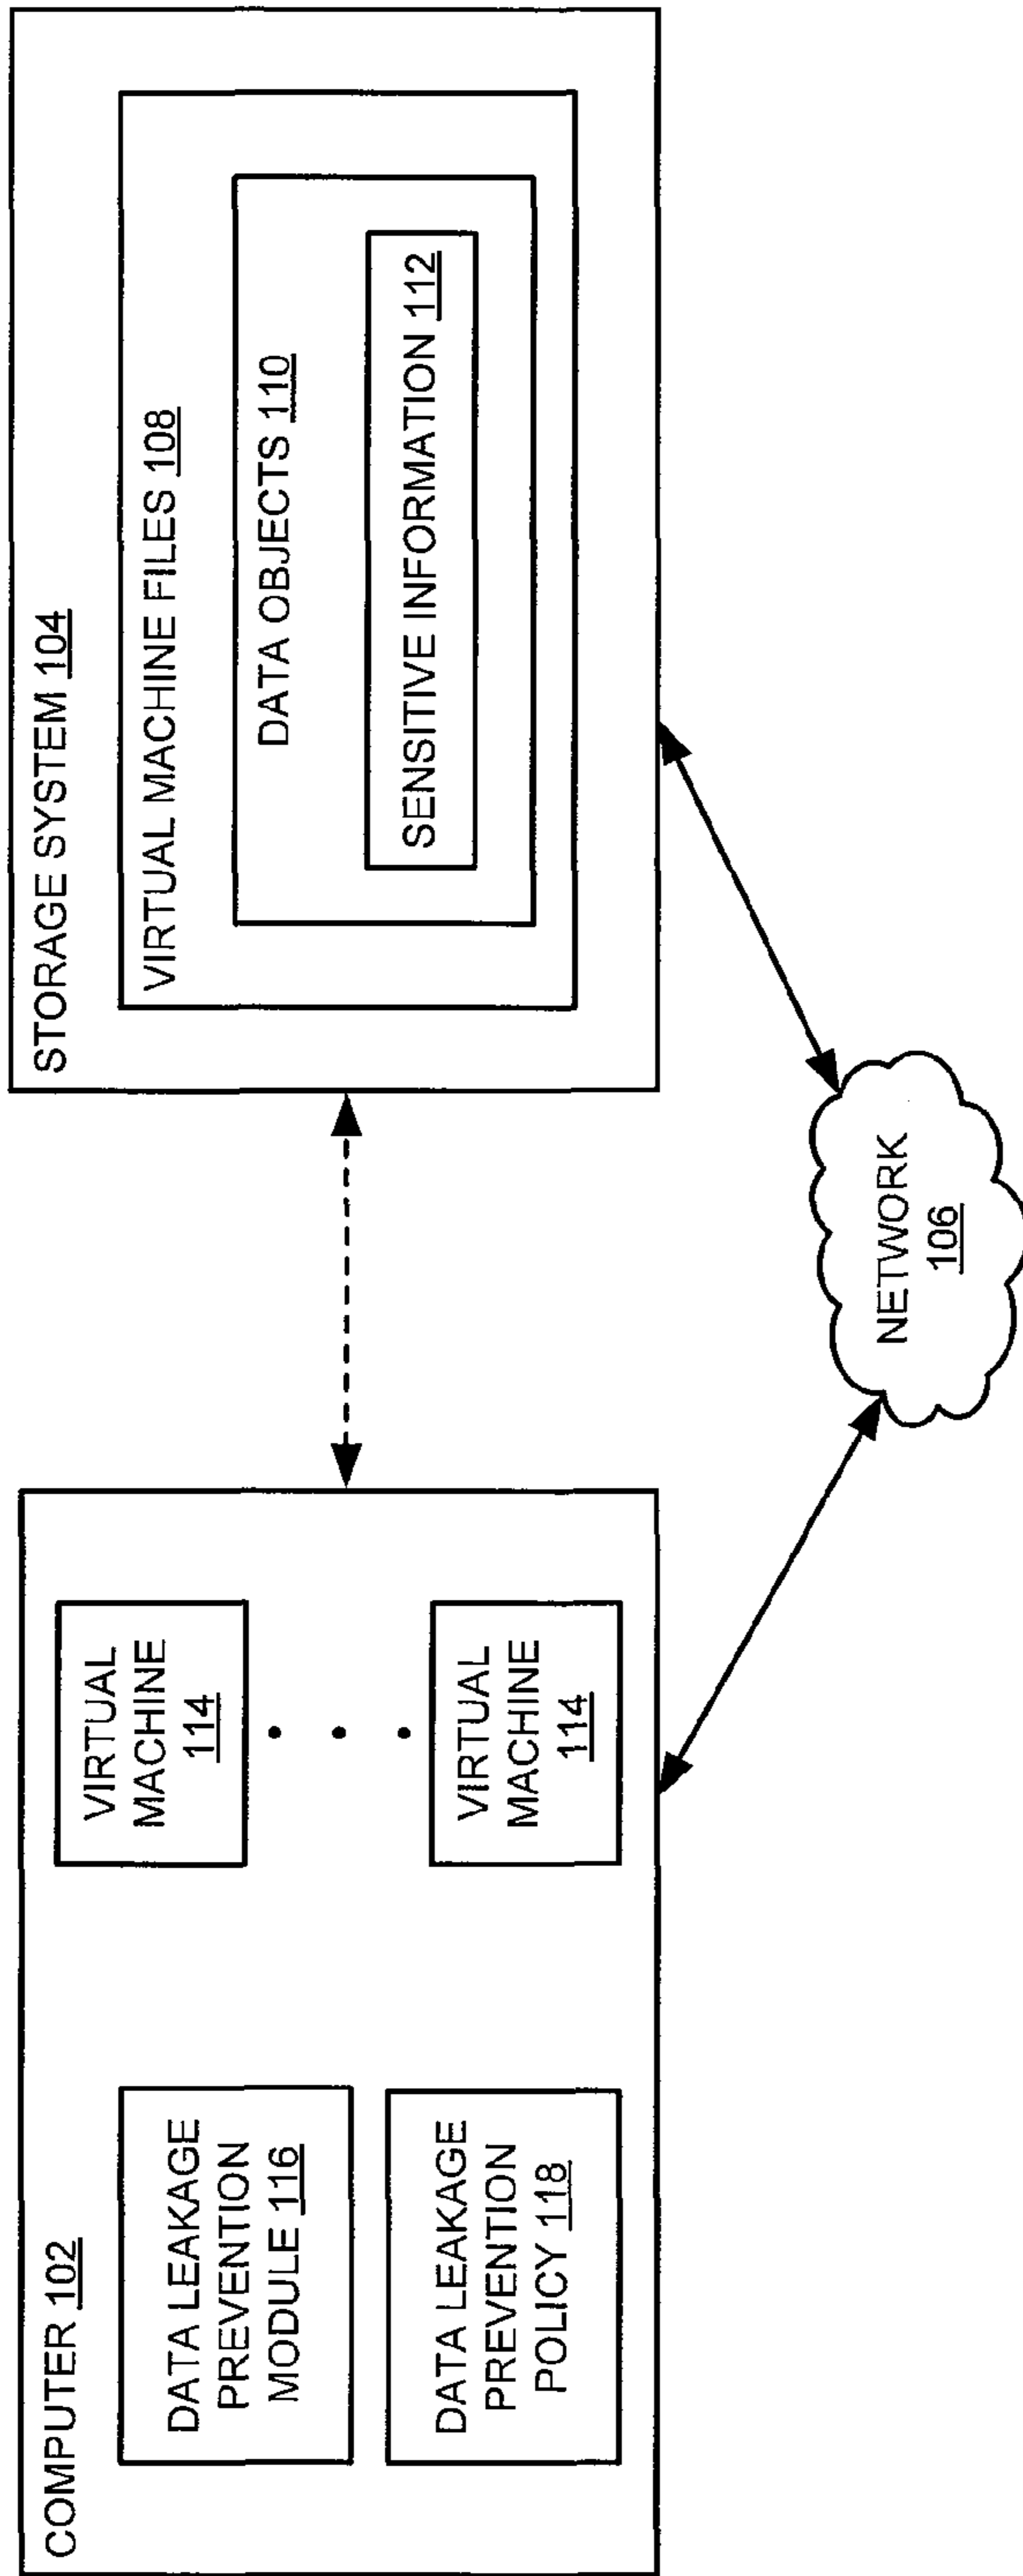 COMPUTER 102
DATA LEAKAGE
PREVENTION
MODULE 116
DATA LEAKAGE
PREVENTION
POLICY 118
VIRTUAL
MACHINE
114
VIRTUAL
MACHINE
114
STORAGE SYSTEM 104
VIRTUAL MACHINE FILES 108
DATA OBJECTS 110
SENSITIVE INFORMATION 112
NETWORK
106